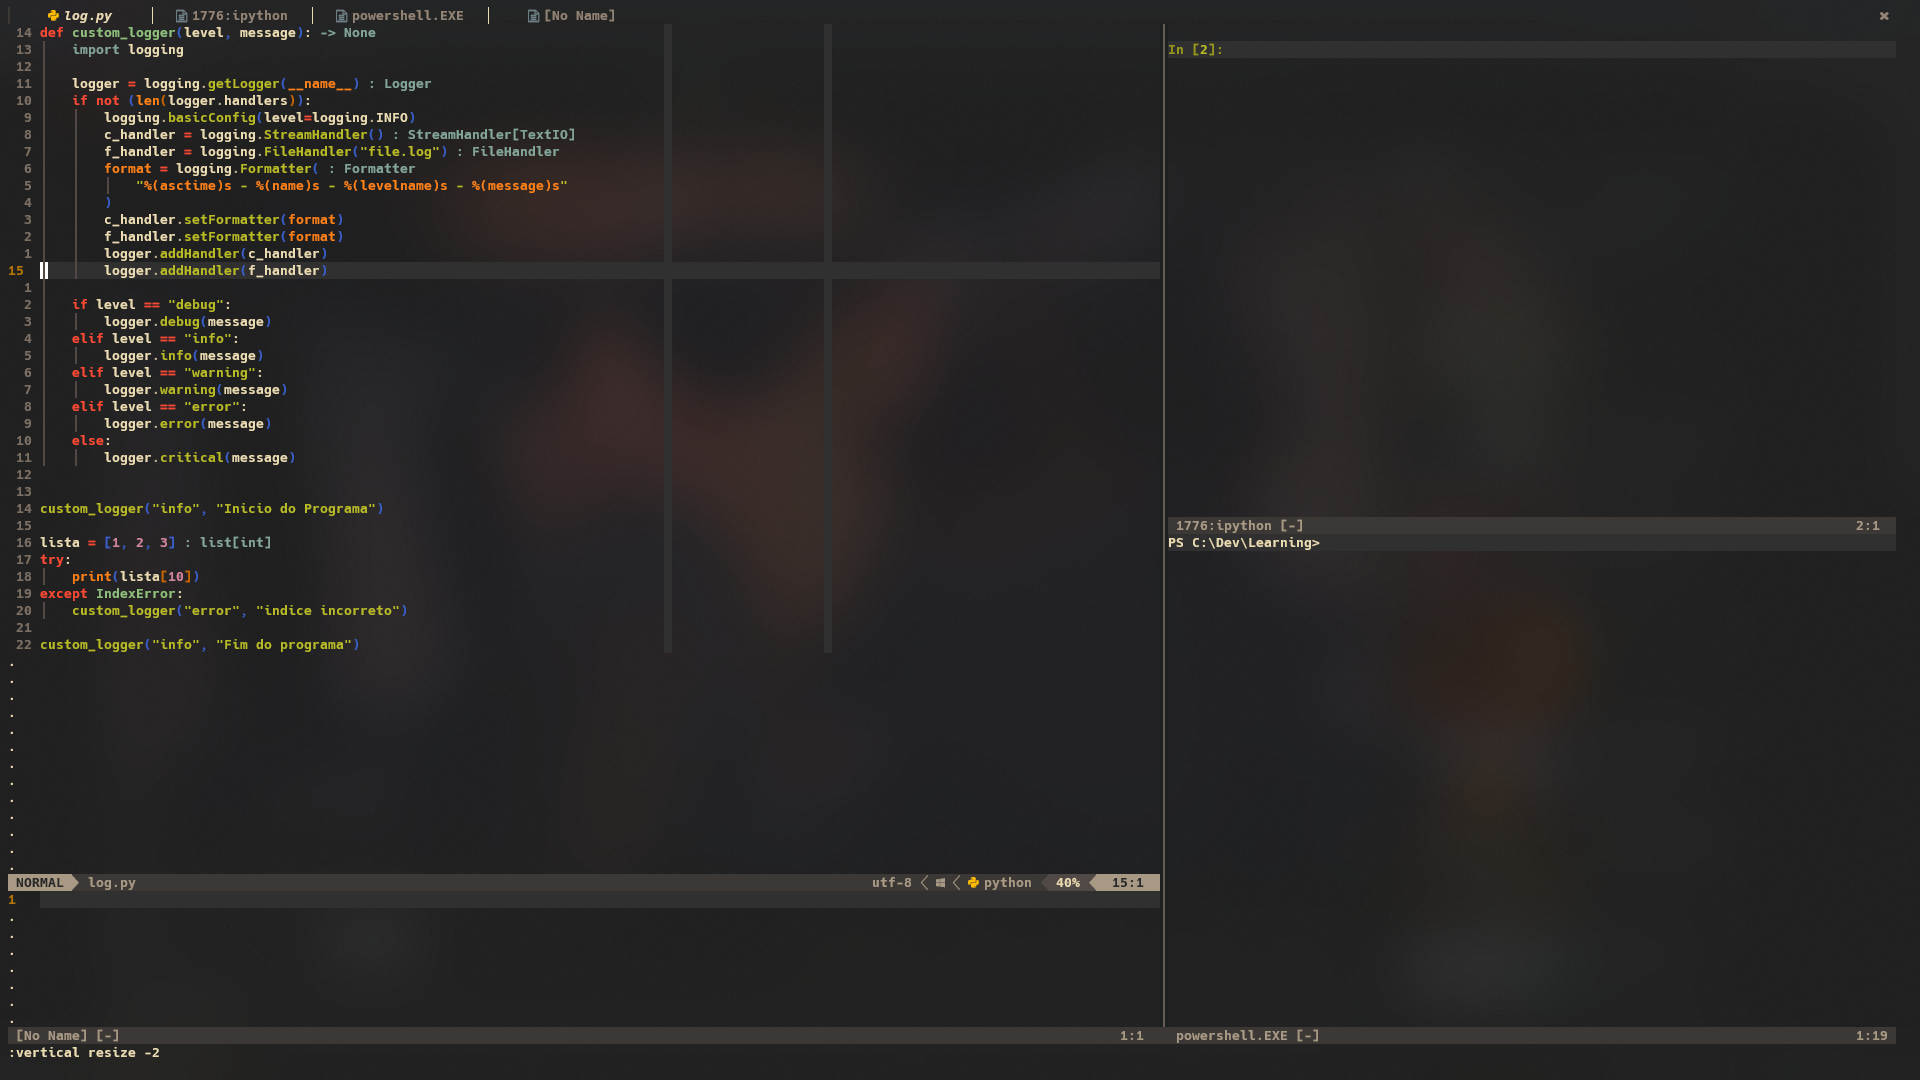 log.py 1776:ipython powershell.EXE [No Name] ✖
14 def custom_logger(level, message): -> None
13     import logging
12
11     logger = logging.getLogger(__name__) : Logger
10     if not (len(logger.handlers)):
9         logging.basicConfig(level=logging.INFO)
8         c_handler = logging.StreamHandler() : StreamHandler[TextIO]
7         f_handler = logging.FileHandler("file.log") : FileHandler
6         format = logging.Formatter( : Formatter
5             "%(asctime)s - %(name)s - %(levelname)s - %(message)s"
4         )
3         c_handler.setFormatter(format)
2         f_handler.setFormatter(format)
1         logger.addHandler(c_handler)
15         logger.addHandler(f_handler)
1
2     if level == "debug":
3         logger.debug(message)
4     elif level == "info":
5         logger.info(message)
6     elif level == "warning":
7         logger.warning(message)
8     elif level == "error":
9         logger.error(message)
10     else:
11         logger.critical(message)
12
13
14 custom_logger("info", "Inicio do Programa")
15
16 lista = [1, 2, 3] : list[int]
17 try:
18     print(lista[10])
19 except IndexError:
20     custom_logger("error", "indice incorreto")
21
22 custom_logger("info", "Fim do programa")
NORMAL log.py utf-8 python 40% 15:1
1
[No Name] [-] 1:1
:vertical resize -2
In [2]:
1776:ipython [-] 2:1
PS C:\Dev\Learning>
powershell.EXE [-] 1:19